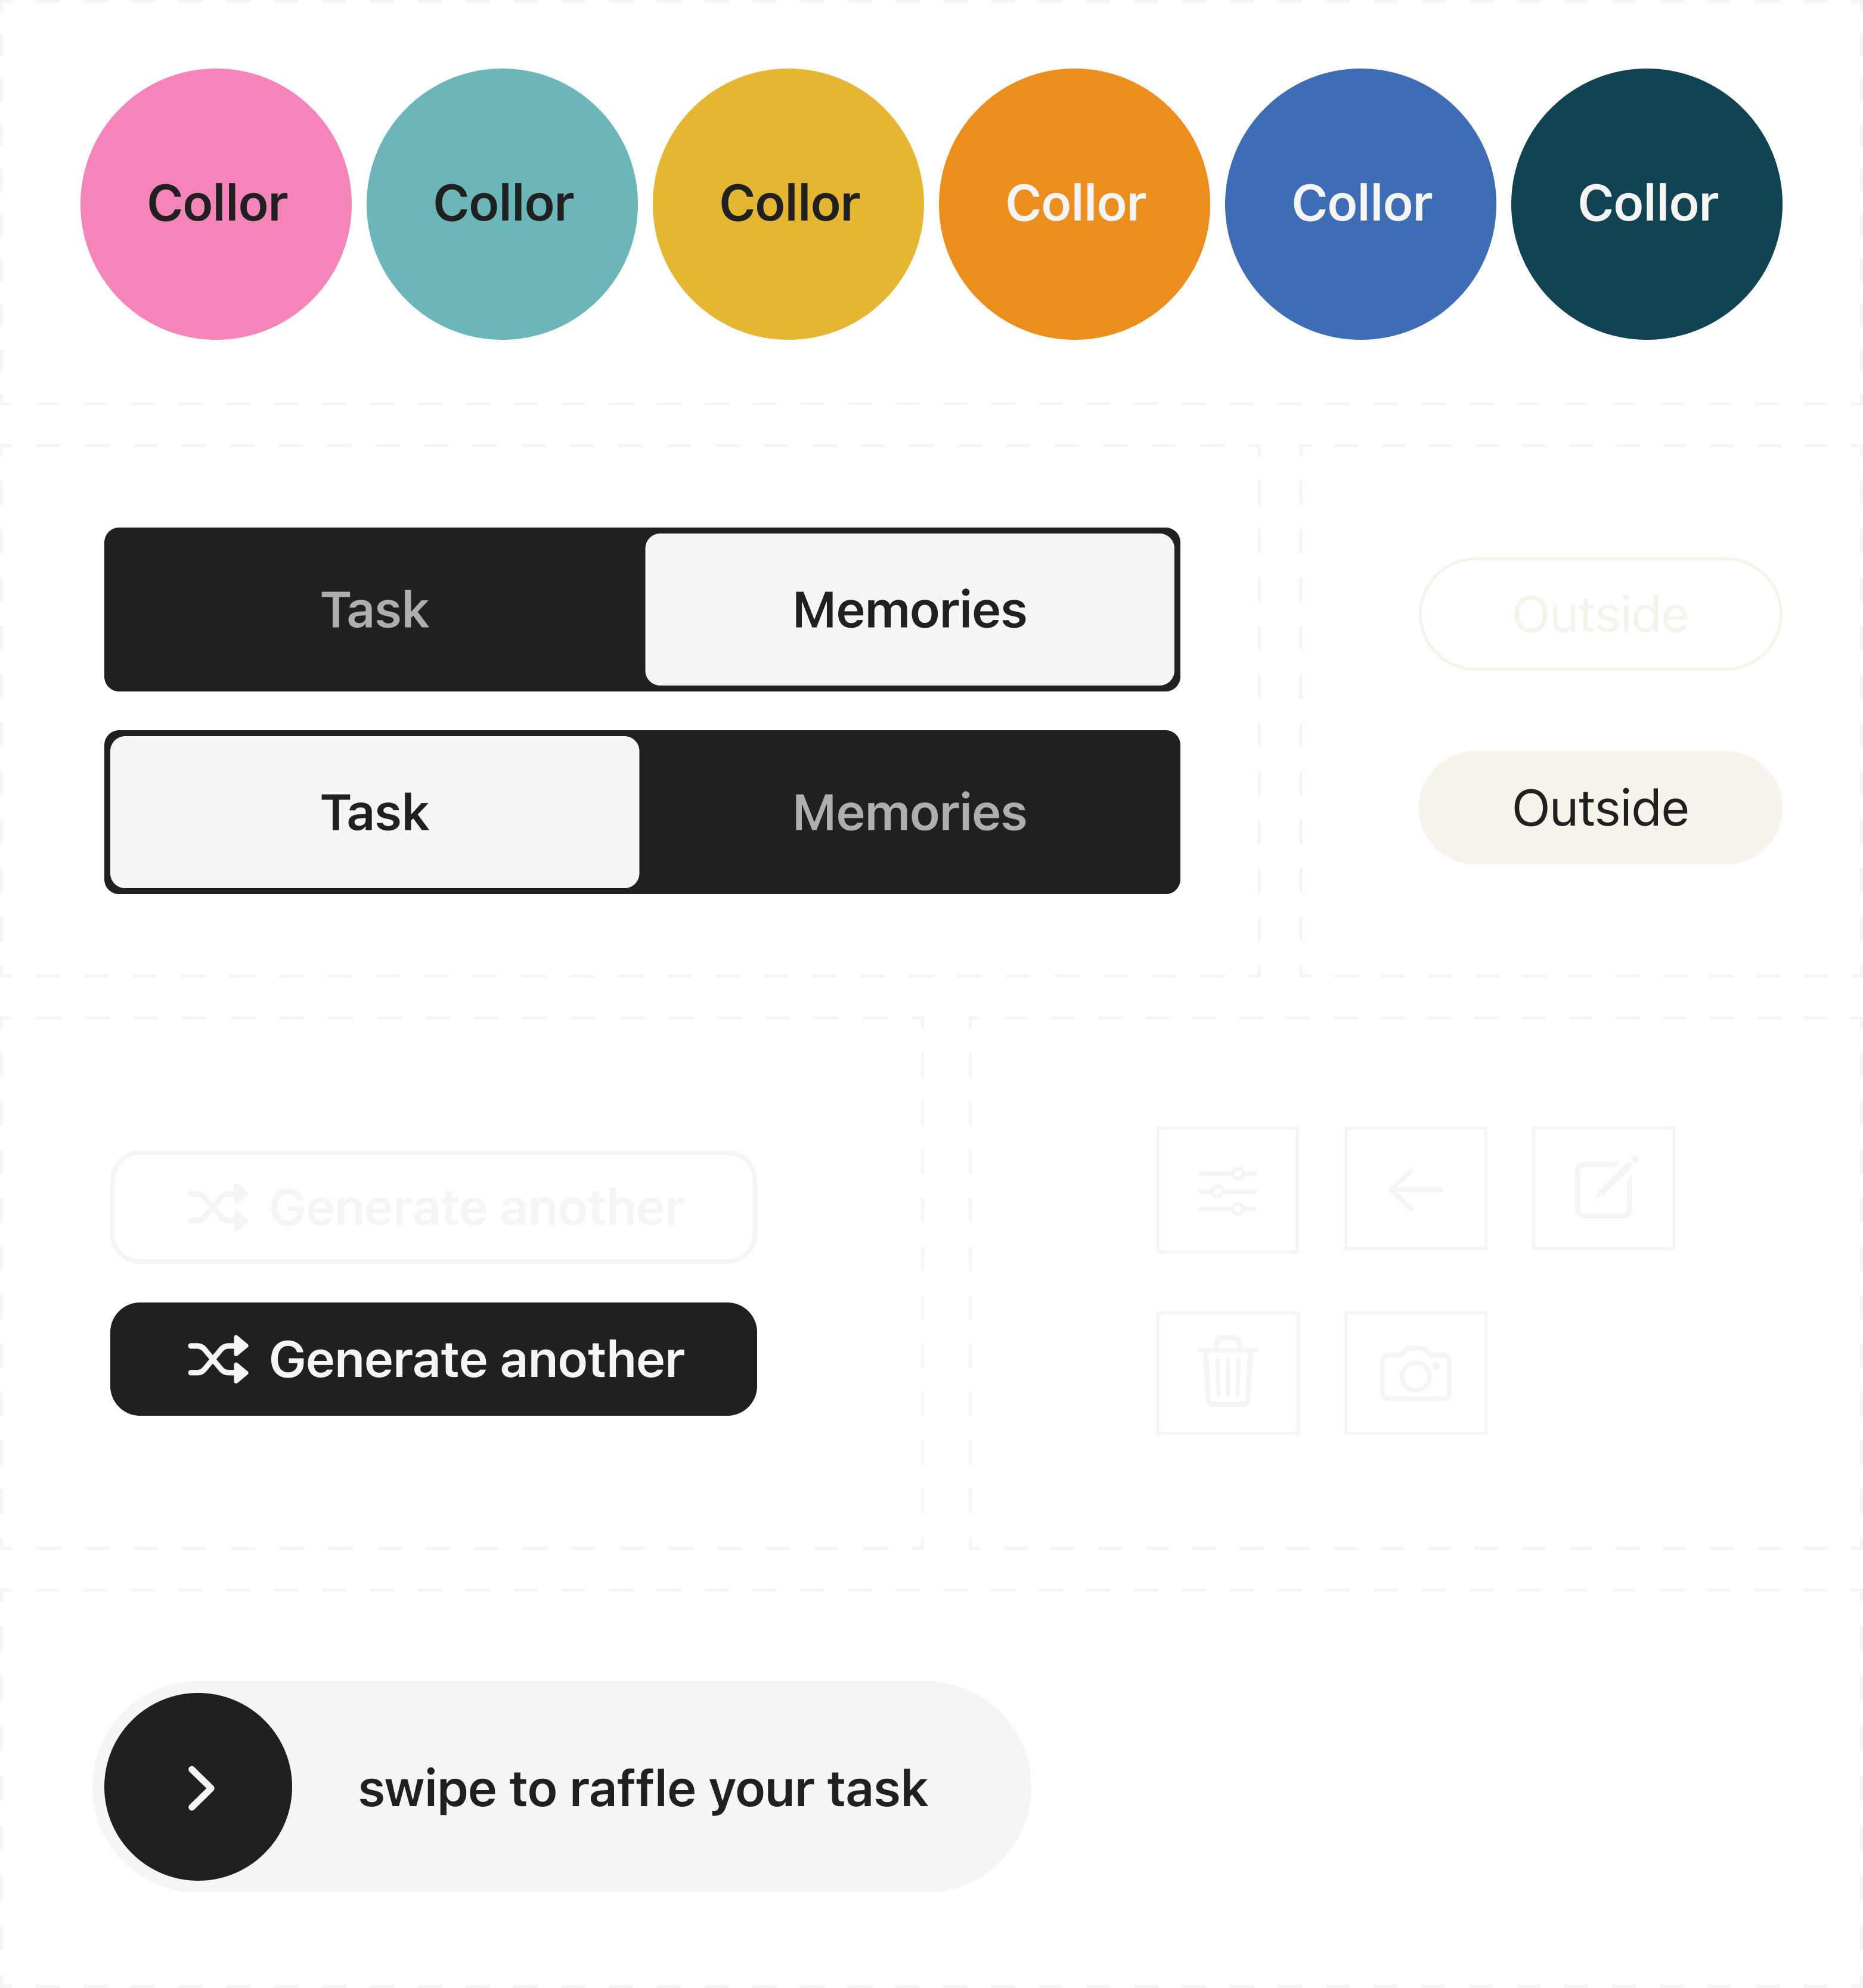 Collor Collor Collor Collor Collor Collor
Task Memories
Outside
Task Memories
Outside
Generate another
Generate another
swipe to raffle your task